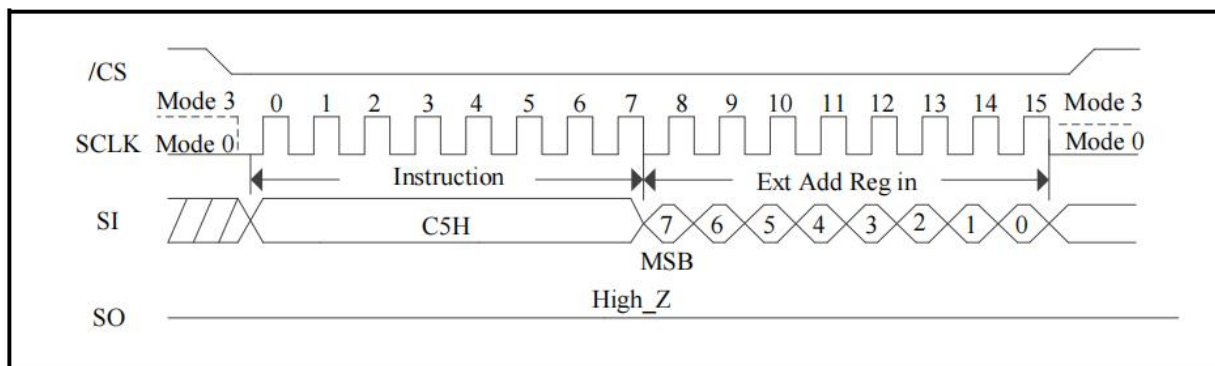 /CS
Mode 3 0 1 2 3 4 5 6 7 8 9 10 11 12 13 14 15 Mode 3
SCLK Mode 0 Mode 0
Instruction Ext Add Reg in
SI C5H 7 6 5 4 3 2 1 0
MSB
High_Z
SO